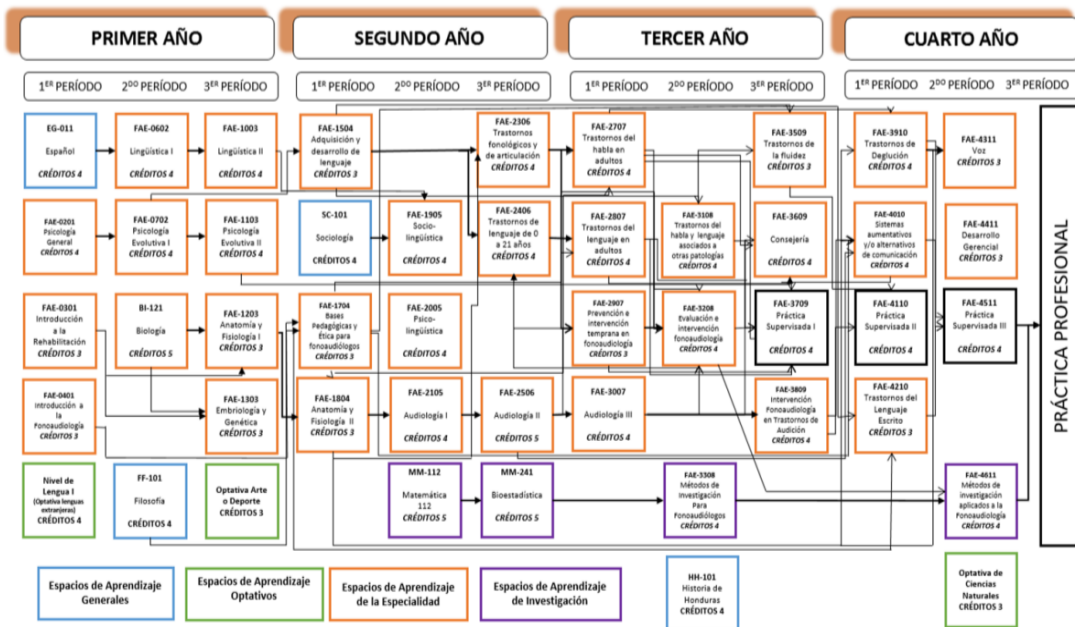 PRIMER AÑO
SEGUNDO AÑO
TERCER AÑO
CUARTO AÑO
1ER PERÍODO
2DO PERÍODO
3ER PERÍODO
1ER PERÍODO
2DO PERÍODO
3ER PERÍODO
1ER PERÍODO
2DO PERÍODO
3ER PERÍODO
1ER PERÍODO
2DO PERÍODO
3ER PERÍODO
EG-011
Español
CRÉDITOS 4
FAE-0602
Lingüística I
CRÉDITOS 4
FAE-1003
Lingüística II
CRÉDITOS 4
FAE-1504
Adquisición y
desarrollo de
lenguaje
CRÉDITOS 3
FAE-2306
Trastornos
fonológicos y
de articulación
CRÉDITOS 4
FAE-2707
Trastornos
del habla en
adultos
CRÉDITOS 4
FAE-3509
Trastornos de
la fluidez
CRÉDITOS 3
FAE-3910
Trastornos de
Deglución
CRÉDITOS 4
FAE-4311
Voz
CRÉDITOS 3
FAE-0201
Psicología
General
CRÉDITOS 4
FAE-0702
Psicología
Evolutiva I
CRÉDITOS 4
FAE-1103
Psicología
Evolutiva II
CRÉDITOS 4
SC-101
Sociología
CRÉDITOS 4
FAE-1905
Socio-
lingüística
CRÉDITOS 4
FAE-2406
Trastornos de
lenguaje de 0
a 21 años
CRÉDITOS 4
FAE-2807
Trastornos
del lenguaje en
adultos
CRÉDITOS 4
FAE-3108
Trastornos del
habla y lenguaje
asociados a
otras patologías
CRÉDITOS 4
FAE-3609
Consejería
CRÉDITOS 4
FAE-4010
Sistemas
aumentativos
y/o alternativos
de comunicación
CRÉDITOS 4
FAE-4411
Desarrollo
Gerencial
CRÉDITOS 3
FAE-0301
Introducción
a la
Rehabilitación
CRÉDITOS 3
BI-121
Biología
CRÉDITOS 5
FAE-1203
Anatomía y
Fisiología I
CRÉDITOS 3
FAE-1704
Bases
Pedagógicas y
Ética para
fonoaudiólogos
CRÉDITOS 3
FAE-2005
Psico-
lingüística
CRÉDITOS 4
FAE-2907
Prevención e
intervención
temprana en
fonoaudiología
CRÉDITOS 3
FAE-3208
Evaluación e
intervención
fonoaudiología
CRÉDITOS 4
FAE-3709
Práctica
Supervisada I
CRÉDITOS 4
FAE-4110
Práctica
Supervisada II
CRÉDITOS 4
FAE-4511
Práctica
Supervisada III
CRÉDITOS 4
FAE-0401
Introducción a
la
Fonoaudiología
CRÉDITOS 3
FAE-1303
Embriología y
Genética
CRÉDITOS 3
FAE-1804
Anatomía y
Fisiología II
CRÉDITOS 3
FAE-2105
Audiología I
CRÉDITOS 4
FAE-2506
Audiología II
CRÉDITOS 5
FAE-3007
Audiología III
CRÉDITOS 4
FAE-3809
Intervención
Fonoaudiología
en Trastornos de
Audición
CRÉDITOS 4
FAE-4210
Trastornos del
Lenguaje
Escrito
CRÉDITOS 3
Nivel de
Lengua I
(Optativa lenguas
extranjeras)
CRÉDITOS 4
FF-101
Filosofía
CRÉDITOS 4
Optativa Arte
o Deporte
CRÉDITOS 3
MM-112
Matemática
112
CRÉDITOS 5
MM-241
Bioestadística
CRÉDITOS 5
FAE-3308
Métodos de
Investigación
Para
Fonoaudiólogos
CRÉDITOS 4
FAE-4611
Métodos de
investigación
aplicados a la
Fonoaudiología
CRÉDITOS 4
PRÁCTICA PROFESIONAL
Espacios de Aprendizaje
Generales
Espacios de Aprendizaje
Optativos
Espacios de Aprendizaje
de la Especialidad
Espacios de Aprendizaje
de Investigación
HH-101
Historia de
Honduras
CRÉDITOS 4
Optativa de
Ciencias
Naturales
CRÉDITOS 3